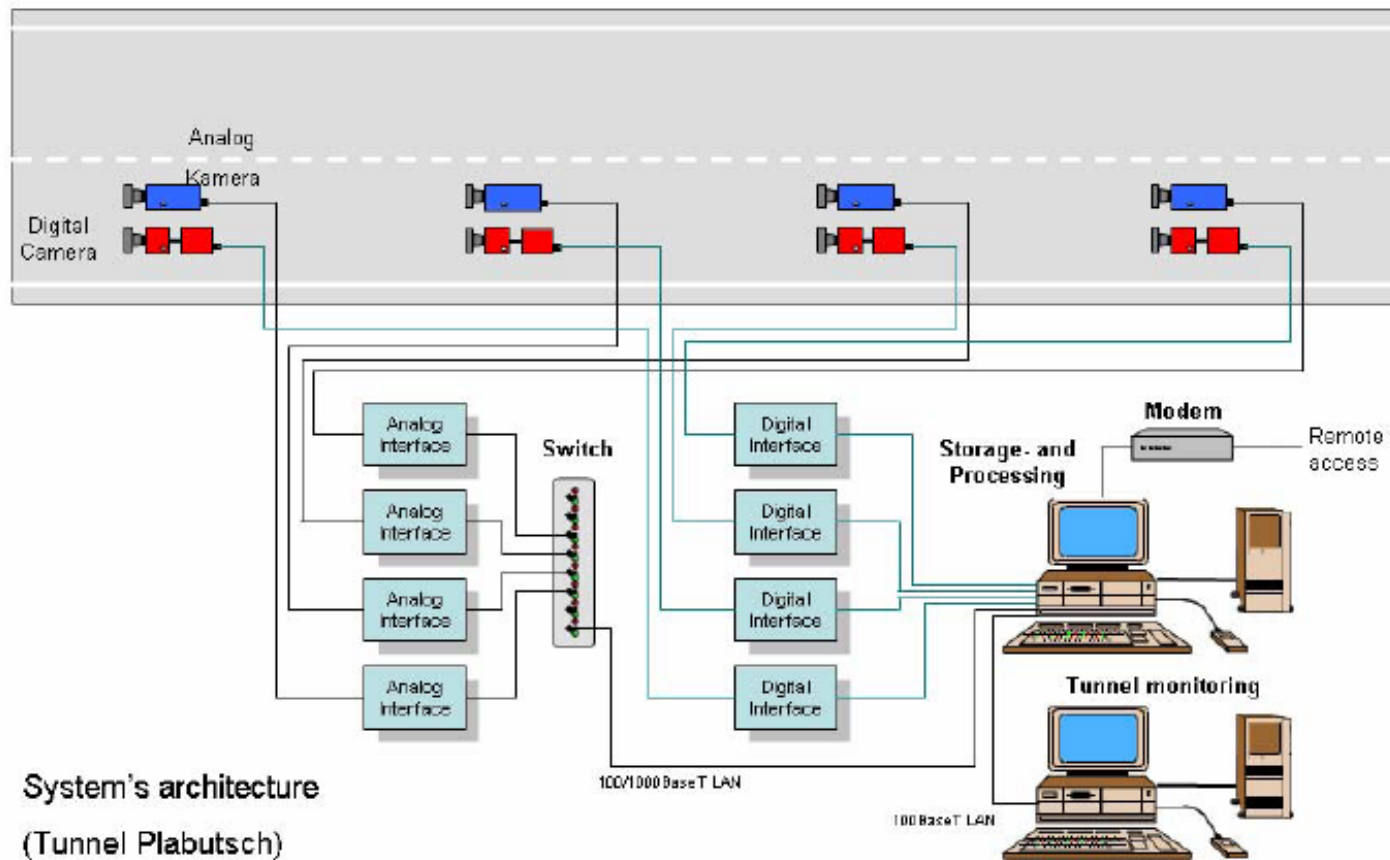 Analog
Kamera
Digital
Camera
Analog
Interface
Analog
Interface
Analog
Interface
Analog
Interface
Switch
Digital
Interface
Digital
Interface
Digital
Interface
Digital
Interface
Storage- and
Processing
Modem
Remote
access
Tunnel monitoring
100/1000BaseT LAN
100BaseT LAN
System's architecture
(Tunnel Plabutsch)